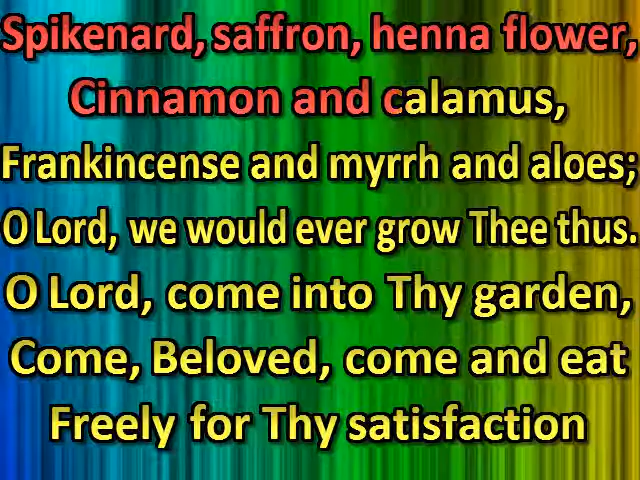 Spikenard, saffron, henna flower,
Cinnamon and calamus,
Frankincense and myrrh and aloes;
O Lord, we would ever grow Thee thus.
O Lord, come into Thy garden,
Come, Beloved, come and eat
Freely for Thy satisfaction